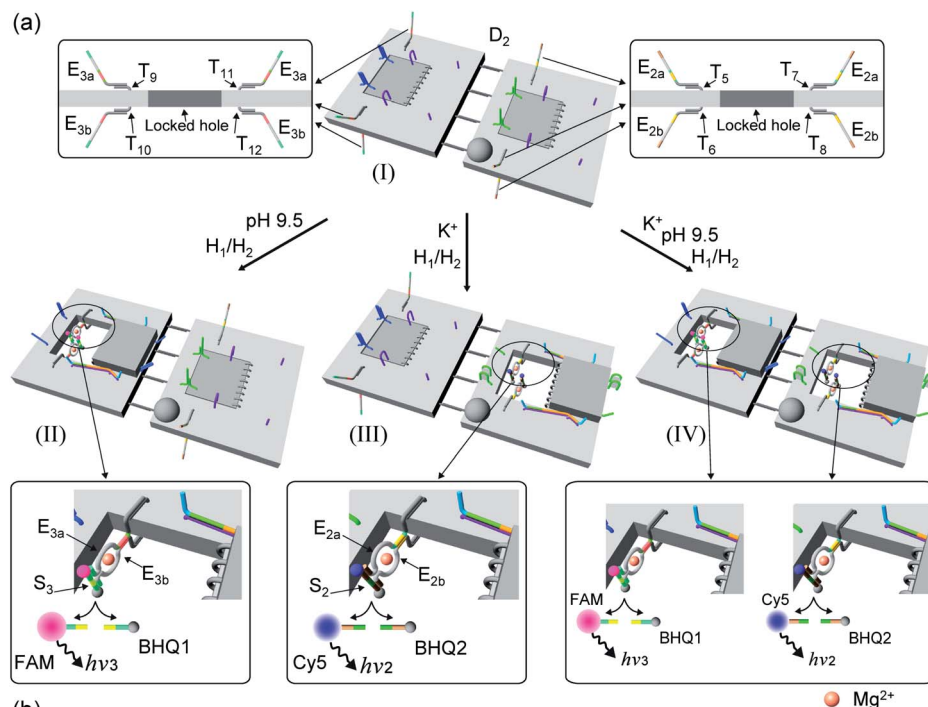 (a)
D₂
E₃ₐ T₉ T₁₁ E₃ₐ
E₃b Locked hole E₃b
T₁₀ T₁₂
E₂ₐ T₅ T₇ E₂ₐ
E₂b Locked hole E₂b
T₆ T₈
(I)
pH 9.5
H₁/H₂
K⁺
H₁/H₂
K⁺
pH 9.5
H₁/H₂
(II)
(III)
(IV)
E₃ₐ
E₃b
S₃
BHQ1
FAM hν3
E₂ₐ
E₂b
S₂
BHQ2
Cy5 hν2
FAM
BHQ1
hν3
Cy5
BHQ2
hν2
Mg²⁺